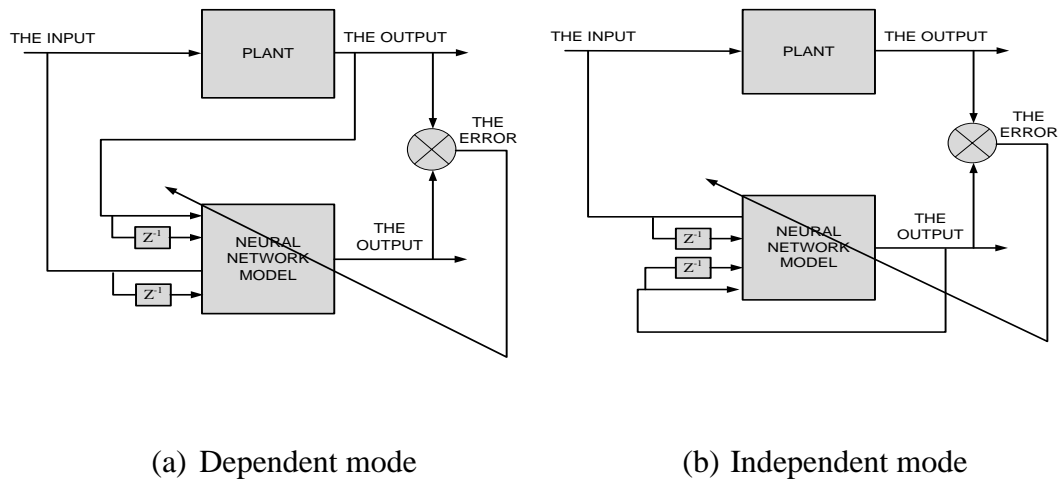 THE INPUT
PLANT
THE OUTPUT
THE
ERROR
Z-1
NEURAL
NETWORK
MODEL
Z-1
THE
OUTPUT
(a) Dependent mode
THE INPUT
PLANT
THE OUTPUT
THE
ERROR
Z-1
Z-1
NEURAL
NETWORK
MODEL
THE
OUTPUT
(b) Independent mode